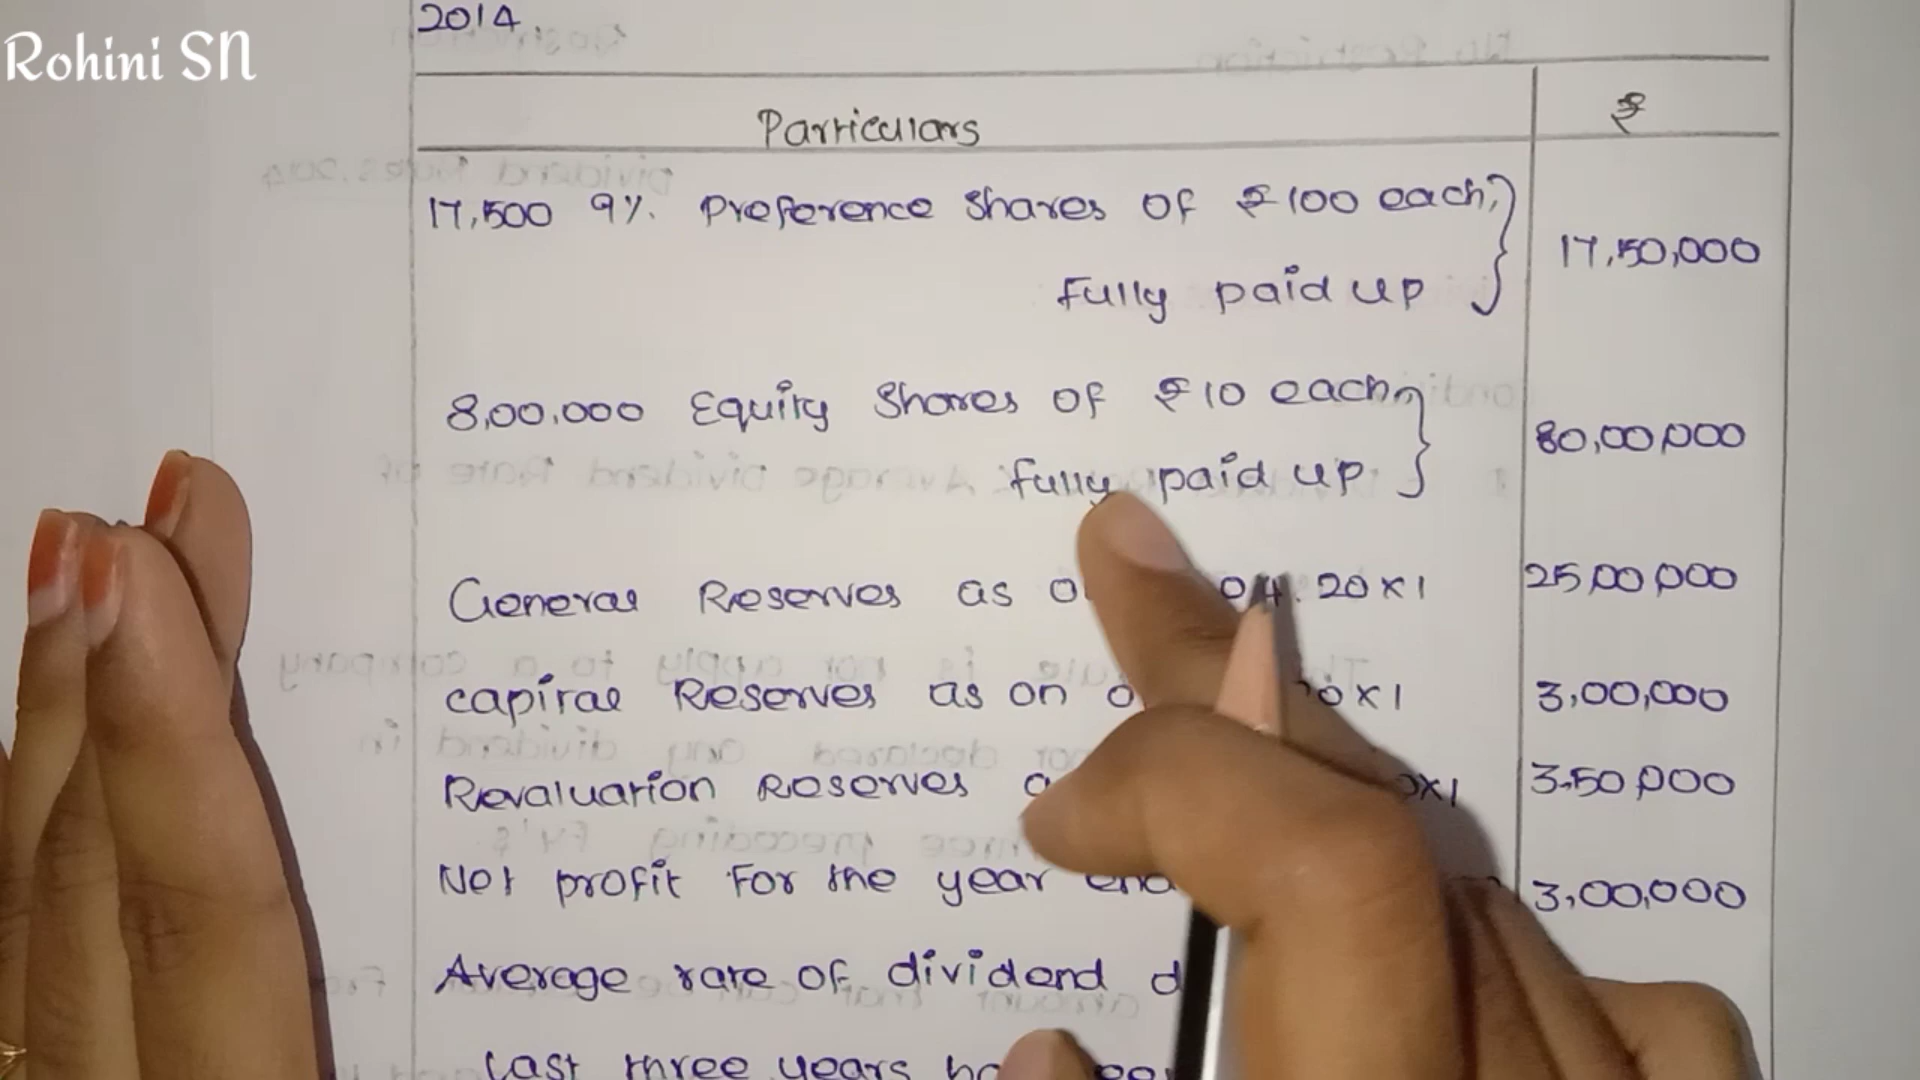 Rohini SN
2014.
Particulars ₹
17,500 9%. Preference Shares of ₹100 each,
Fully paid up 17,50,000
8,00,000 Equity Shares of ₹10 each,
fully paid up 80,00,000
General Reserves as 04.20x1 25,00,000
Capital Reserves as on x1 3,00,000
Revaluation Reserves x1 3,50,000
Net profit for the year 3,00,000
Average rate of dividend
Last three years